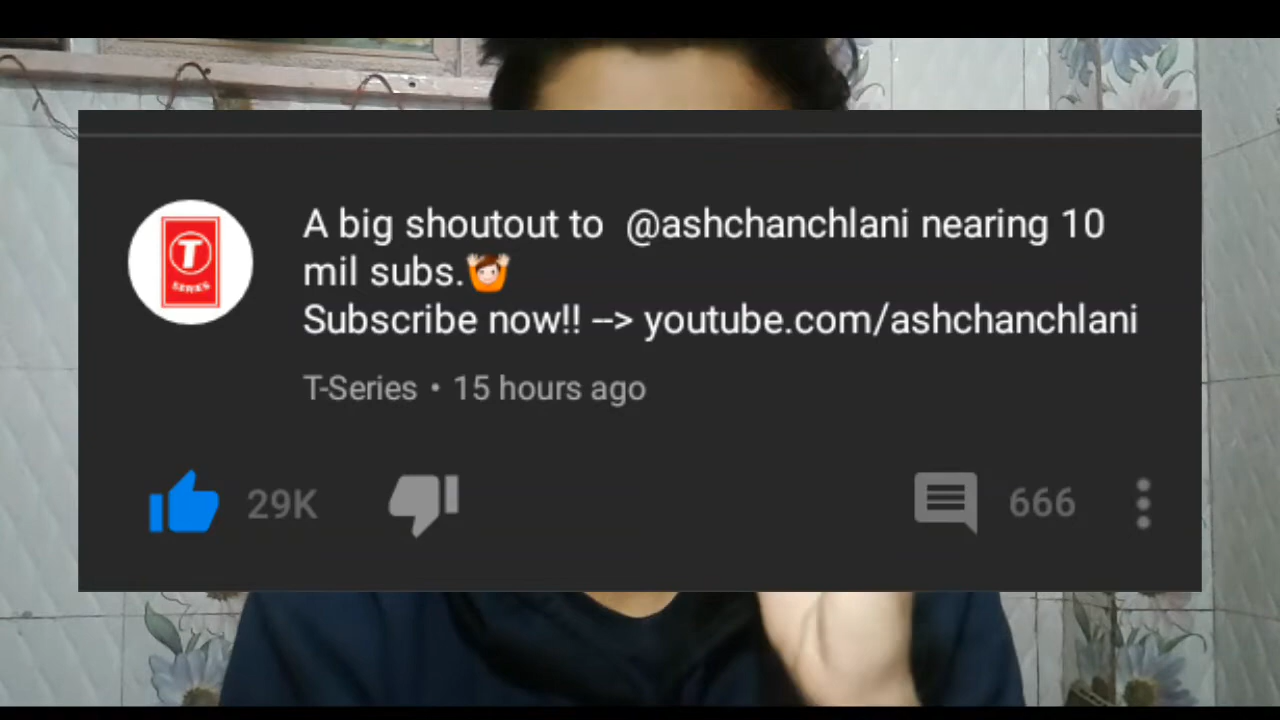 A big shoutout to @ashchanchlani nearing 10
mil subs.🙌
Subscribe now!! --> youtube.com/ashchanchlani
T-Series • 15 hours ago
T
SERIES
29K
666